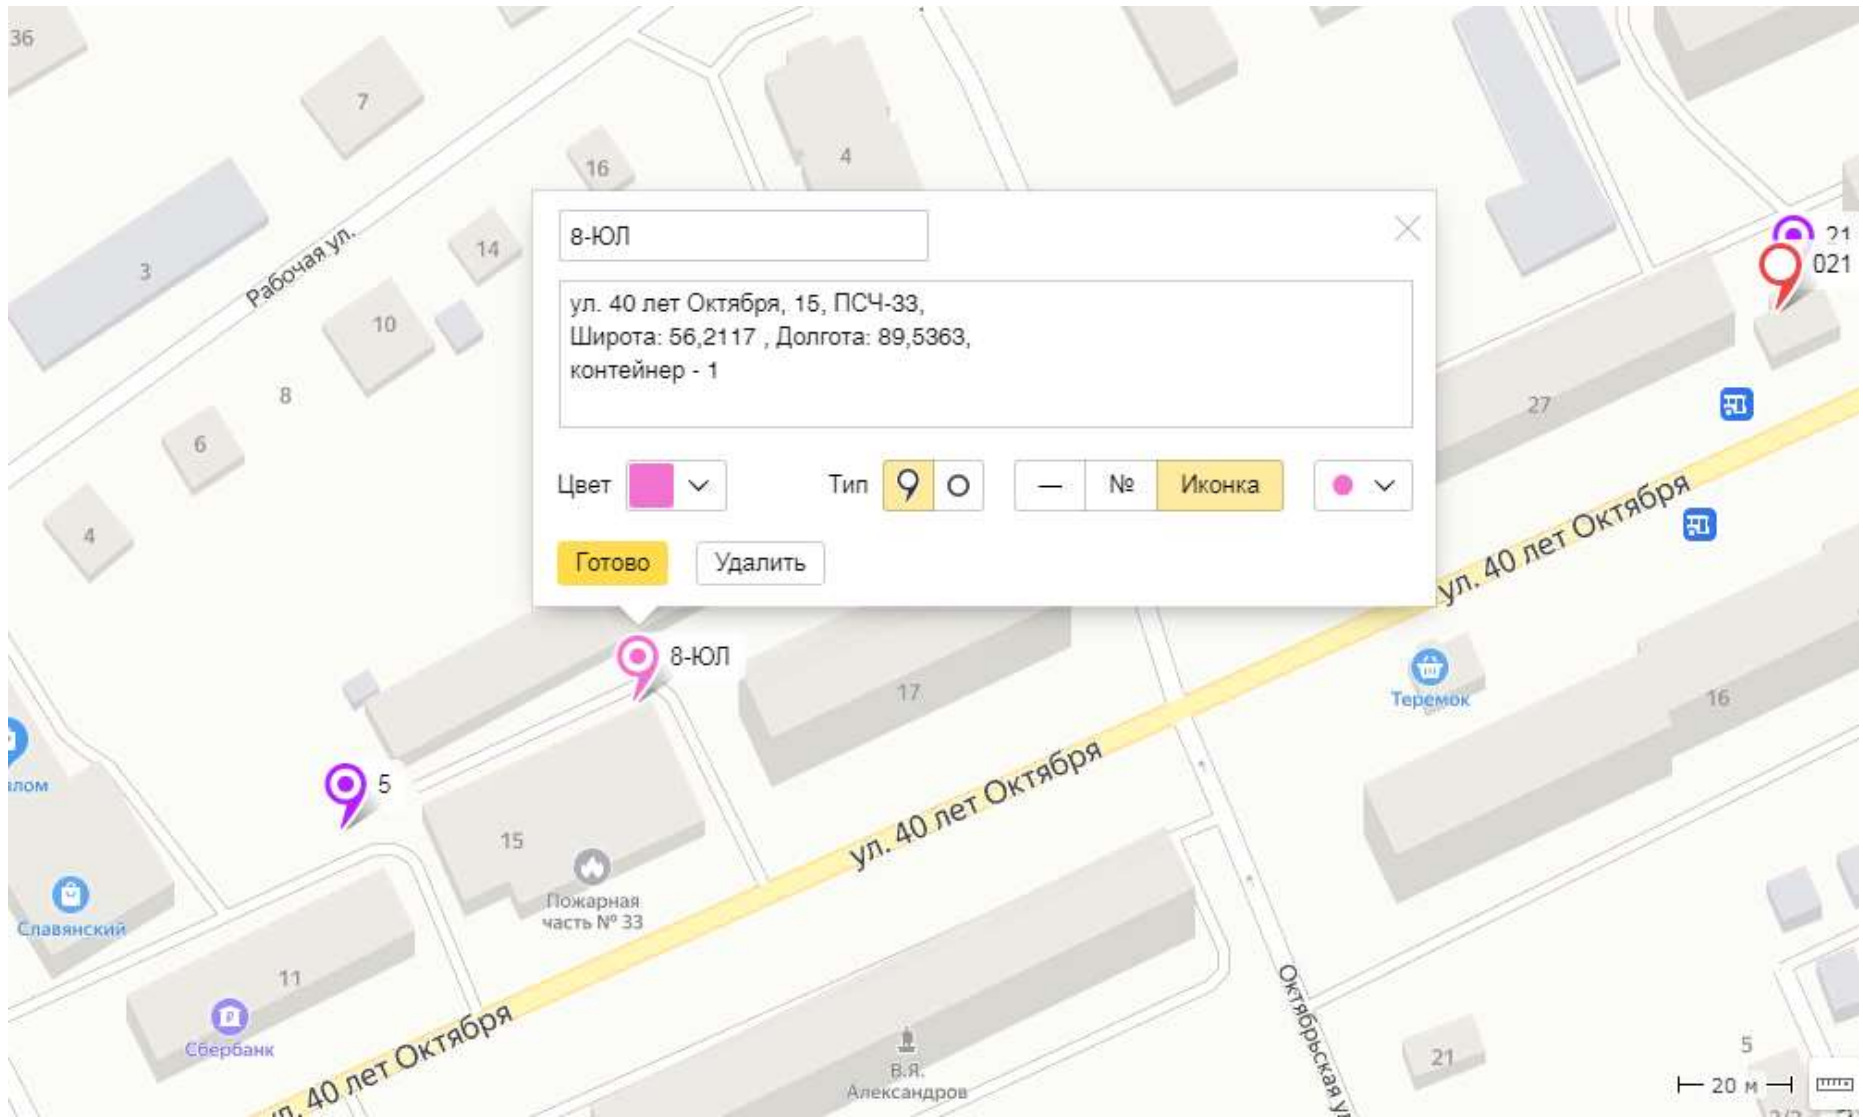 36
7
16
4
3
Рабочая ул.
14
10
8
6
4
8-ЮЛ
ул. 40 лет Октября, 15, ПСЧ-33,
Широта: 56,2117 , Долгота: 89,5363,
контейнер - 1
Цвет
Тип
№
Иконка
Готово
Удалить
21
021
27
ул. 40 лет Октября
8-ЮЛ
17
Теремок
16
5
ул. 40 лет Октября
15
Пожарная
часть № 33
Славянский
11
Сбербанк
ул. 40 лет Октября
В.Я.
Александров
Октябрьская у
21
5
20 м